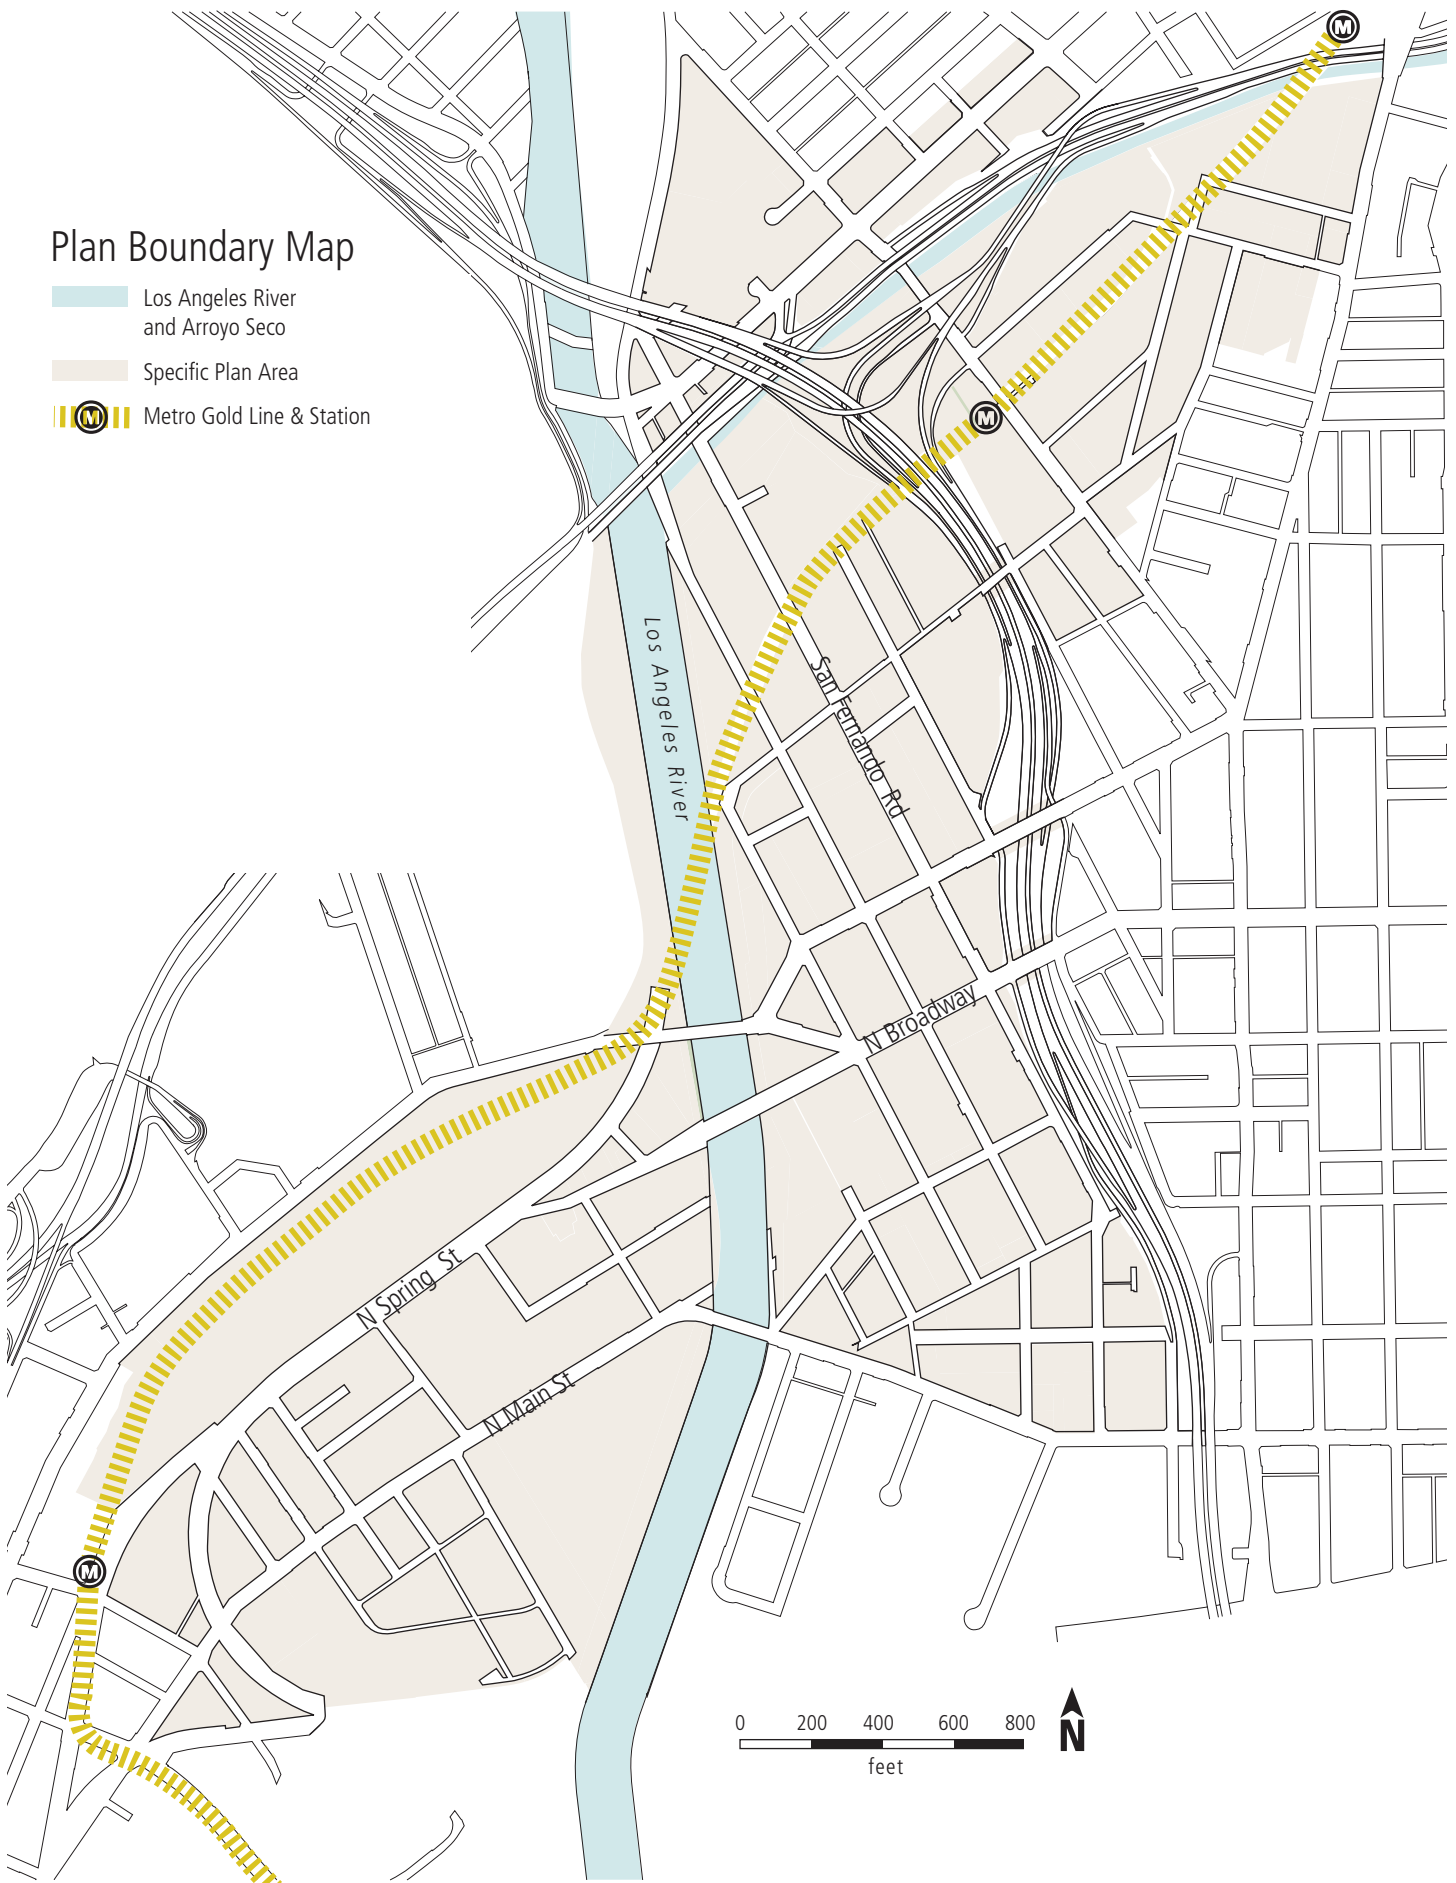 M
Plan Boundary Map
Los Angeles River
and Arroyo Seco
Specific Plan Area
M Metro Gold Line & Station
M
Los Angeles River
San Fernando Rd
N Broadway
N Spring St
N Main St
M
0 200 400 600 800
feet
N